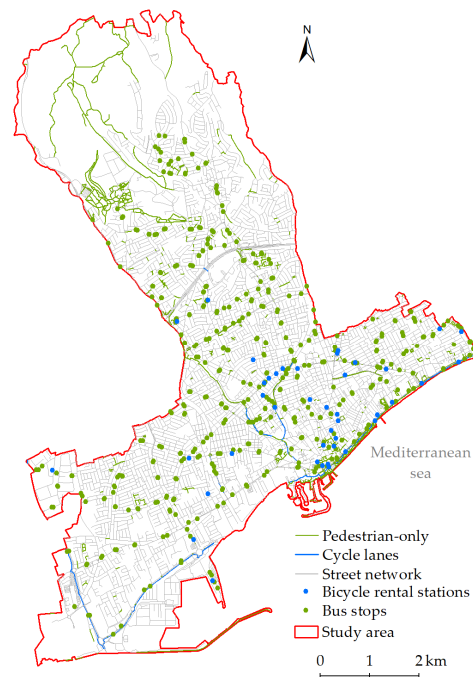 N
Mediterranean
sea
Pedestrian-only
Cycle lanes
Street network
Bicycle rental stations
Bus stops
Study area
0 1 2 km